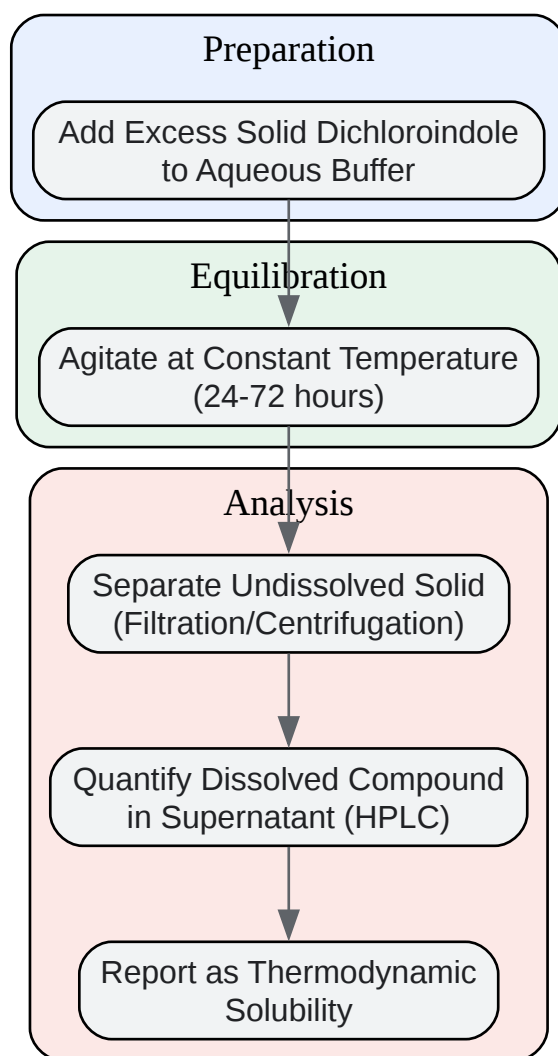 Preparation
Add Excess Solid Dichloroindole
to Aqueous Buffer
Equilibration
Agitate at Constant Temperature
(24-72 hours)
Analysis
Separate Undissolved Solid
(Filtration/Centrifugation)
Quantify Dissolved Compound
in Supernatant (HPLC)
Report as Thermodynamic
Solubility